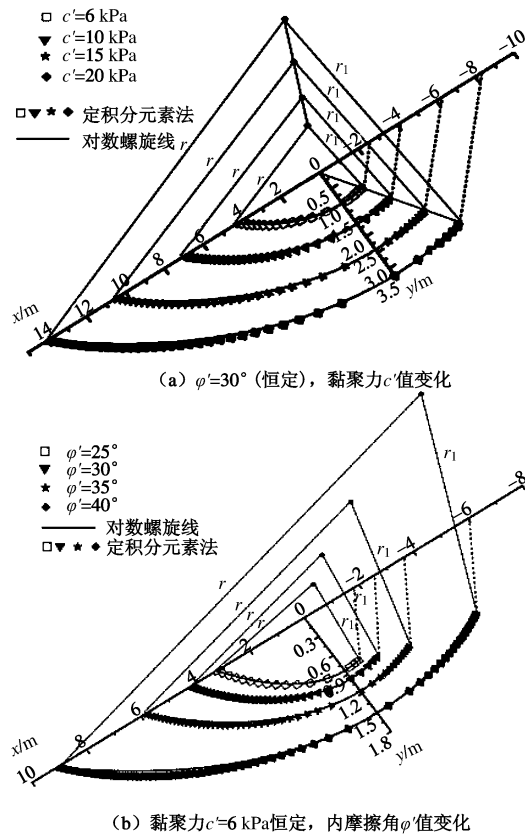 □ c′=6 kPa
▼ c′=10 kPa
★ c′=15 kPa
◆ c′=20 kPa
□▼★◆ 定积分元素法
—— 对数螺旋线
r
r
r
r
r₁
r₁
r₁
r₁
-10
-8
-6
-4
-2
0
2
4
6
8
10
12
14
x/m
0.5
1.0
1.5
2.0
2.5
3.0
3.5
y/m
(a) φ′=30° (恒定)，黏聚力c′值变化
□ φ′=25°
▼ φ′=30°
★ φ′=35°
◆ φ′=40°
—— 对数螺旋线
□▼★◆ 定积分元素法
r
r
r
r
r₁
r₁
r₁
r₁
-8
-6
-4
-2
0
2
4
6
8
10
x/m
0.3
0.6
0.9
1.2
1.5
1.8
y/m
(b) 黏聚力c′=6 kPa恒定，内摩擦角φ′值变化